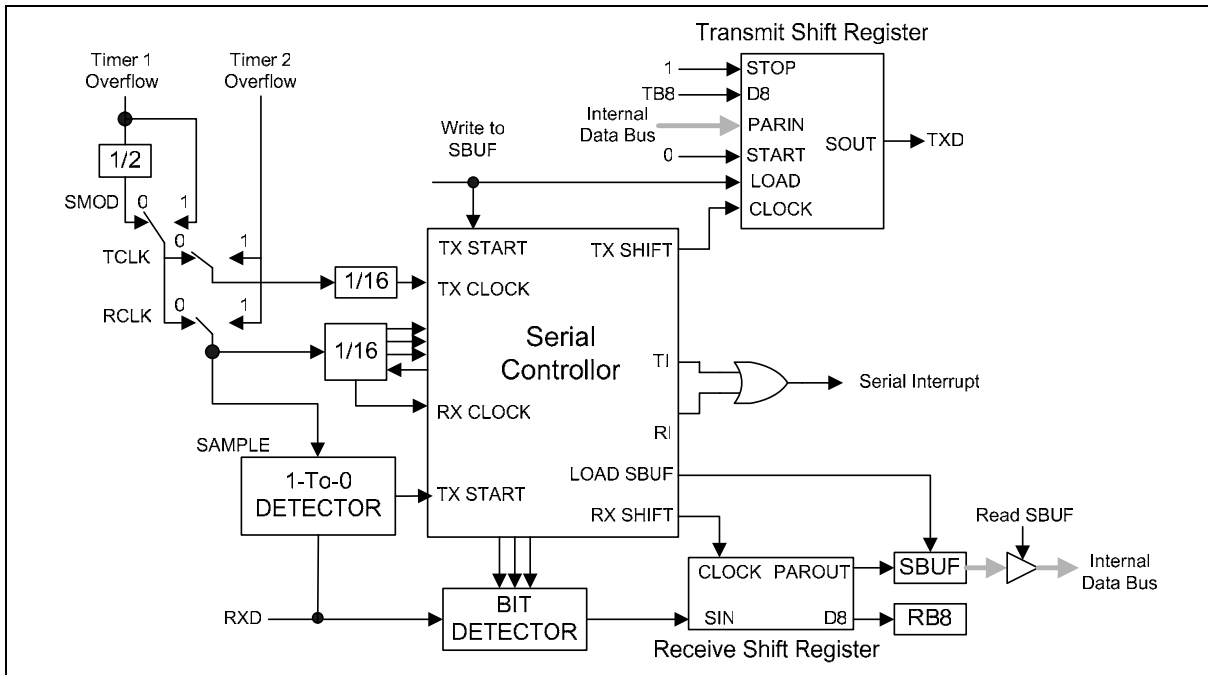 Transmit Shift Register
Timer 1
Overflow
Timer 2
Overflow
1
STOP
TB8
D8
Internal
Data Bus
PARIN
SOUT
TXD
0
START
LOAD
CLOCK
Write to
SBUF
1/2
SMOD
0
1
TCLK
0
1
RCLK
0
1
1/16
1/16
TX START
TX SHIFT
TX CLOCK
Serial
Controllor
TI
Serial Interrupt
RX CLOCK
RI
SAMPLE
1-To-0
DETECTOR
LOAD SBUF
TX START
RX SHIFT
Read SBUF
CLOCK
PAROUT
SBUF
Internal
Data Bus
RXD
BIT
DETECTOR
SIN
D8
RB8
Receive Shift Register